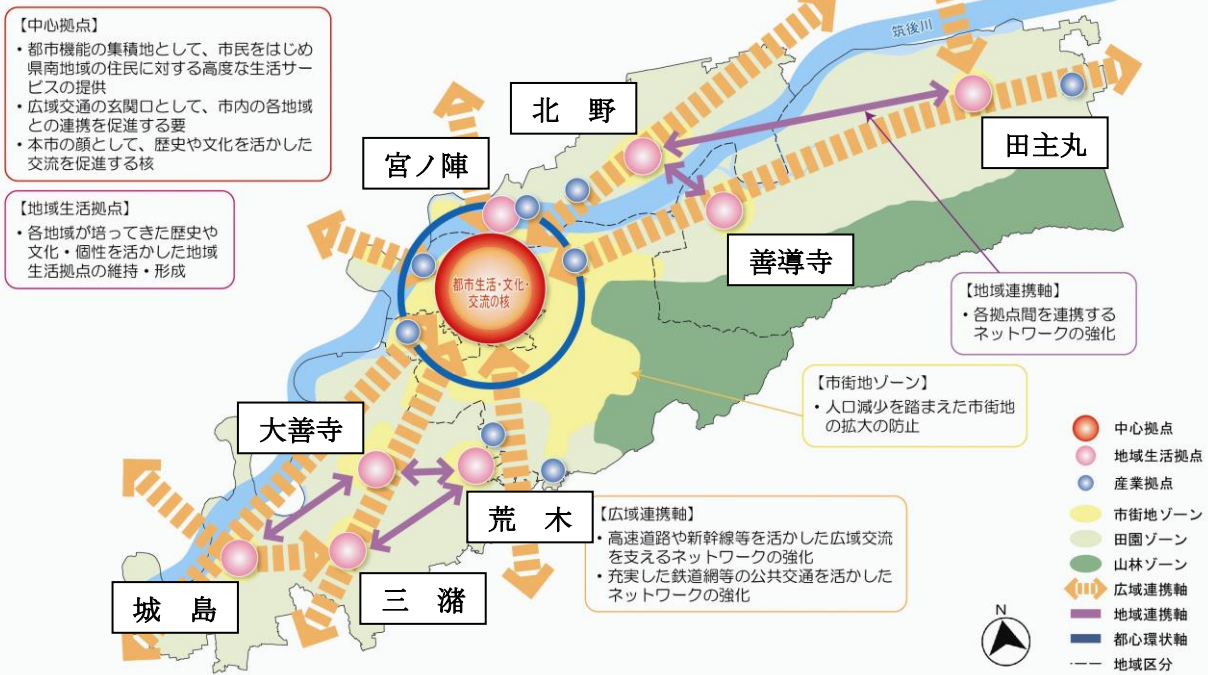 【中心拠点】
・都市機能の集積地として、市民をはじめ
県南地域の住民に対する高度な生活サー
ビスの提供
・広域交通の玄関口として、市内の各地域
との連携を促進する要
・本市の顔として、歴史や文化を活かした
交流を促進する核
【地域生活拠点】
・各地域が培ってきた歴史や
文化・個性を活かした地域
生活拠点の維持・形成
筑後川
北 野
田主丸
宮ノ陣
善導寺
都市生活・文化・
交流の核
【地域連携軸】
・各拠点間を連携する
ネットワークの強化
【市街地ゾーン】
・人口減少を踏まえた市街地
の拡大の防止
大善寺
荒 木
城 島
三 潴
【広域連携軸】
・高速道路や新幹線等を活かした広域交流
を支えるネットワークの強化
・充実した鉄道網等の公共交通を活かした
ネットワークの強化
中心拠点
地域生活拠点
産業拠点
市街地ゾーン
田園ゾーン
山林ゾーン
広域連携軸
地域連携軸
都心環状軸
地域区分
N